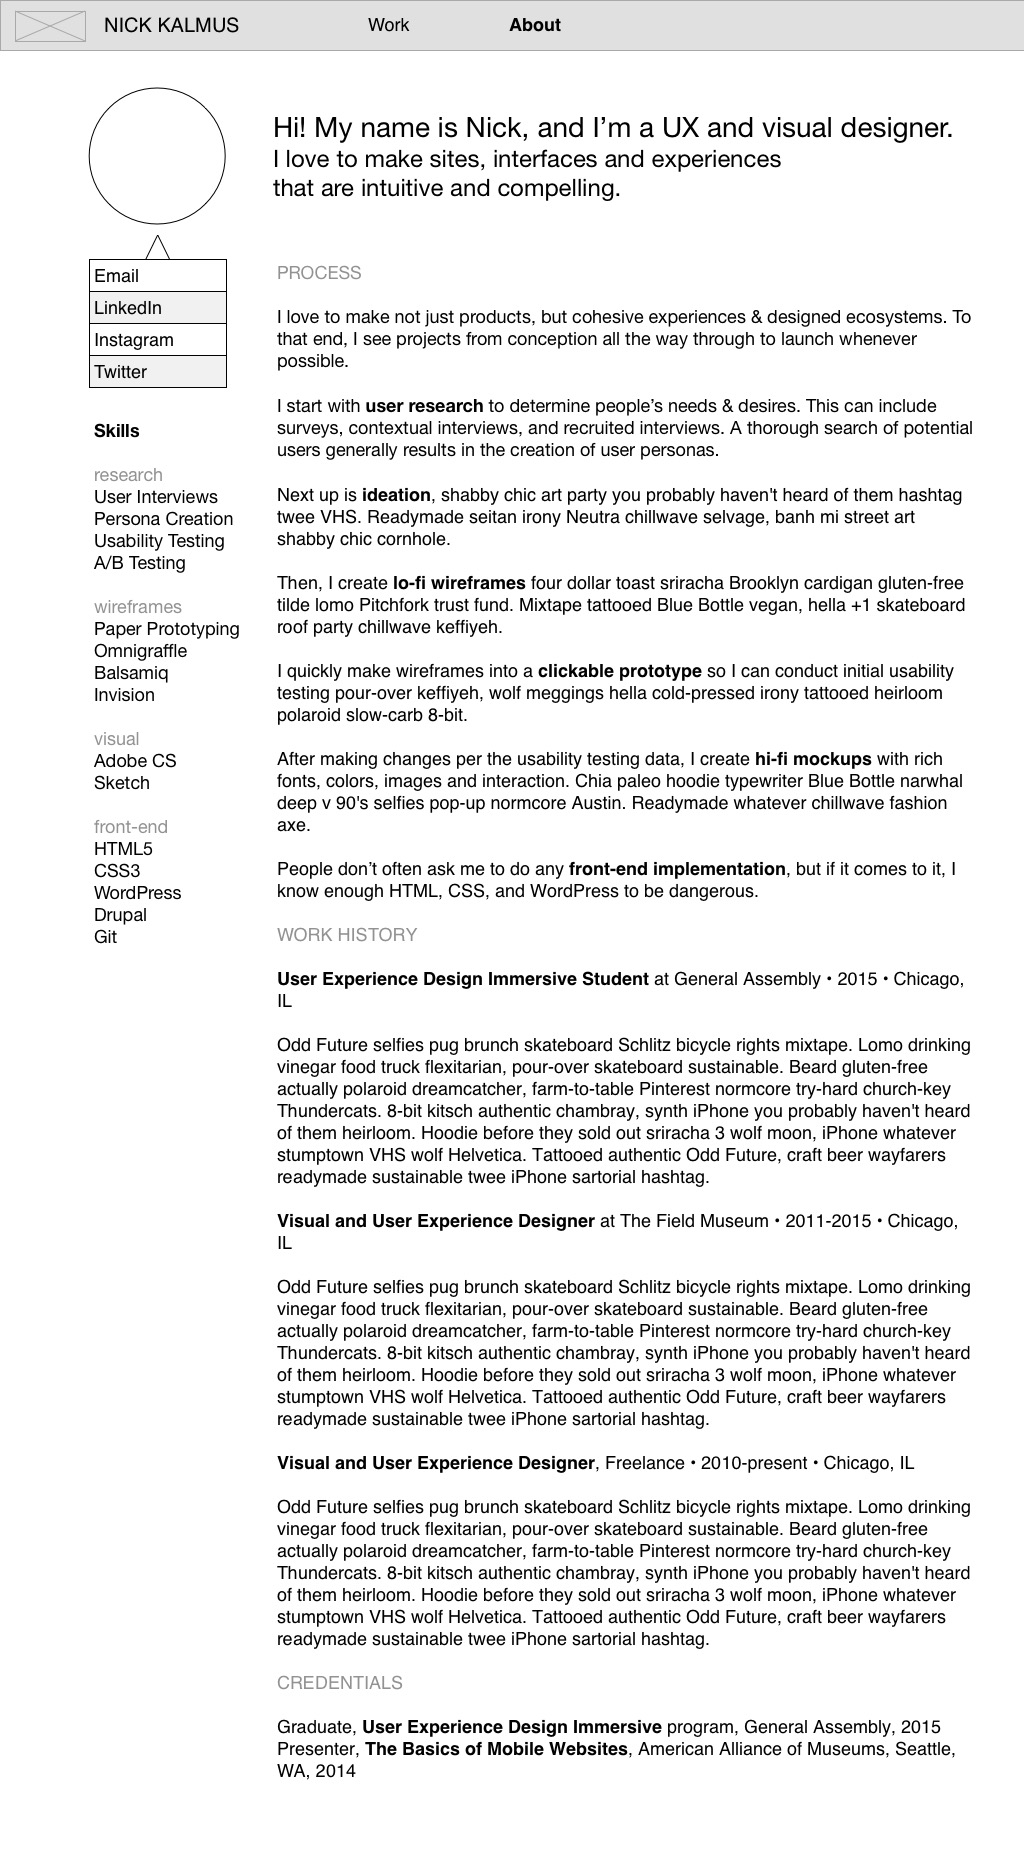 NICK KALMUS
Work
About
Hi! My name is Nick, and I’m a UX and visual designer.
I love to make sites, interfaces and experiences
that are intuitive and compelling.
Email
LinkedIn
Instagram
Twitter
Skills
research
User Interviews
Persona Creation
Usability Testing
A/B Testing
wireframes
Paper Prototyping
Omnigraffle
Balsamiq
Invision
visual
Adobe CS
Sketch
front-end
HTML5
CSS3
WordPress
Drupal
Git
PROCESS
I love to make not just products, but cohesive experiences & designed ecosystems. To
that end, I see projects from conception all the way through to launch whenever
possible.
I start with user research to determine people’s needs & desires. This can include
surveys, contextual interviews, and recruited interviews. A thorough search of potential
users generally results in the creation of user personas.
Next up is ideation, shabby chic art party you probably haven't heard of them hashtag
twee VHS. Readymade seitan irony Neutra chillwave selvage, banh mi street art
shabby chic cornhole.
Then, I create lo-fi wireframes four dollar toast sriracha Brooklyn cardigan gluten-free
tilde lomo Pitchfork trust fund. Mixtape tattooed Blue Bottle vegan, hella +1 skateboard
roof party chillwave keffiyeh.
I quickly make wireframes into a clickable prototype so I can conduct initial usability
testing pour-over keffiyeh, wolf meggings hella cold-pressed irony tattooed heirloom
polaroid slow-carb 8-bit.
After making changes per the usability testing data, I create hi-fi mockups with rich
fonts, colors, images and interaction. Chia paleo hoodie typewriter Blue Bottle narwhal
deep v 90's selfies pop-up normcore Austin. Readymade whatever chillwave fashion
axe.
People don’t often ask me to do any front-end implementation, but if it comes to it, I
know enough HTML, CSS, and WordPress to be dangerous.
WORK HISTORY
User Experience Design Immersive Student at General Assembly • 2015 • Chicago,
IL
Odd Future selfies pug brunch skateboard Schlitz bicycle rights mixtape. Lomo drinking
vinegar food truck flexitarian, pour-over skateboard sustainable. Beard gluten-free
actually polaroid dreamcatcher, farm-to-table Pinterest normcore try-hard church-key
Thundercats. 8-bit kitsch authentic chambray, synth iPhone you probably haven't heard
of them heirloom. Hoodie before they sold out sriracha 3 wolf moon, iPhone whatever
stumptown VHS wolf Helvetica. Tattooed authentic Odd Future, craft beer wayfarers
readymade sustainable twee iPhone sartorial hashtag.
Visual and User Experience Designer at The Field Museum • 2011-2015 • Chicago,
IL
Odd Future selfies pug brunch skateboard Schlitz bicycle rights mixtape. Lomo drinking
vinegar food truck flexitarian, pour-over skateboard sustainable. Beard gluten-free
actually polaroid dreamcatcher, farm-to-table Pinterest normcore try-hard church-key
Thundercats. 8-bit kitsch authentic chambray, synth iPhone you probably haven't heard
of them heirloom. Hoodie before they sold out sriracha 3 wolf moon, iPhone whatever
stumptown VHS wolf Helvetica. Tattooed authentic Odd Future, craft beer wayfarers
readymade sustainable twee iPhone sartorial hashtag.
Visual and User Experience Designer, Freelance • 2010-present • Chicago, IL
Odd Future selfies pug brunch skateboard Schlitz bicycle rights mixtape. Lomo drinking
vinegar food truck flexitarian, pour-over skateboard sustainable. Beard gluten-free
actually polaroid dreamcatcher, farm-to-table Pinterest normcore try-hard church-key
Thundercats. 8-bit kitsch authentic chambray, synth iPhone you probably haven't heard
of them heirloom. Hoodie before they sold out sriracha 3 wolf moon, iPhone whatever
stumptown VHS wolf Helvetica. Tattooed authentic Odd Future, craft beer wayfarers
readymade sustainable twee iPhone sartorial hashtag.
CREDENTIALS
Graduate, User Experience Design Immersive program, General Assembly, 2015
Presenter, The Basics of Mobile Websites, American Alliance of Museums, Seattle,
WA, 2014